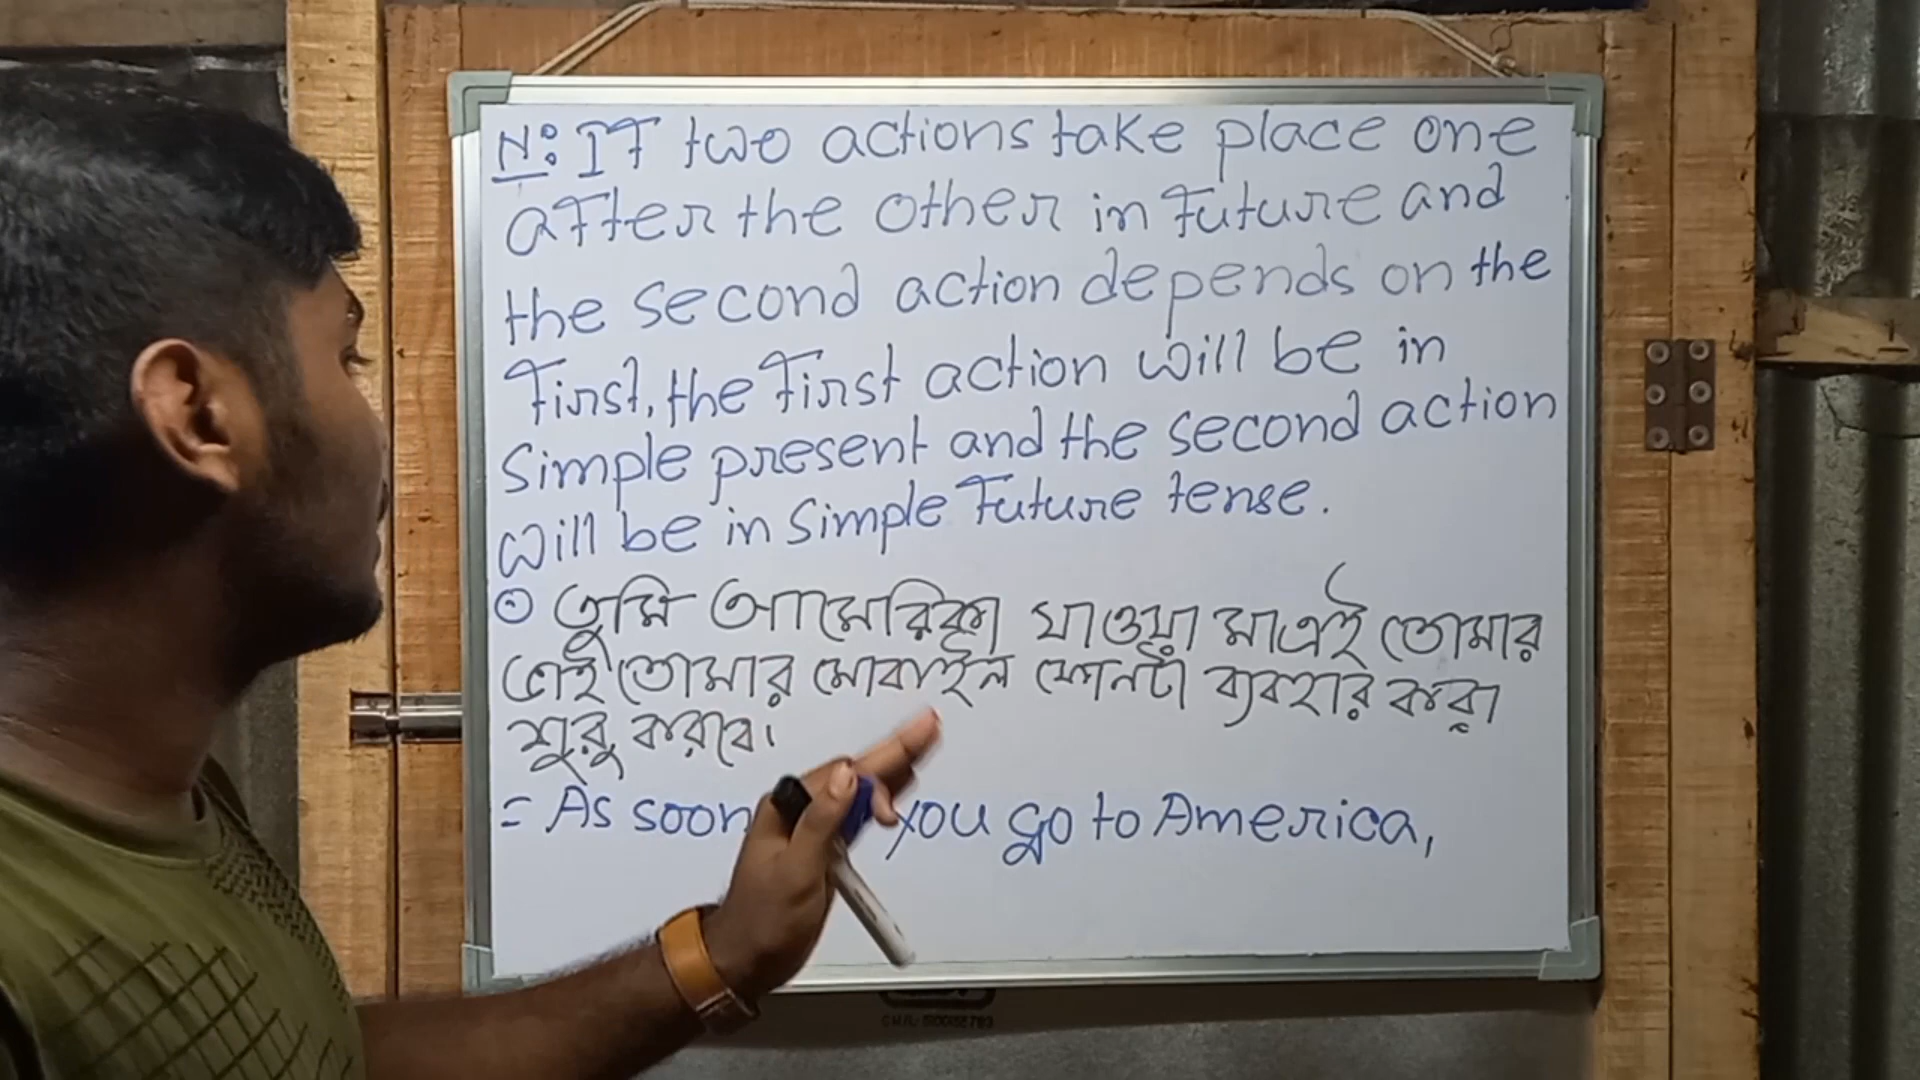 N: If two actions take place one
after the other in future and
the second action depends on the
first, the first action will be in
simple present and the second action
will be in simple future tense.
⊙ তুমি আমেরিকা যাওয়া মাত্রই তোমার
ভাই তোমার মোবাইল ফোনটা ব্যবহার করা
শুরু করবে।
= As soon you go to America,